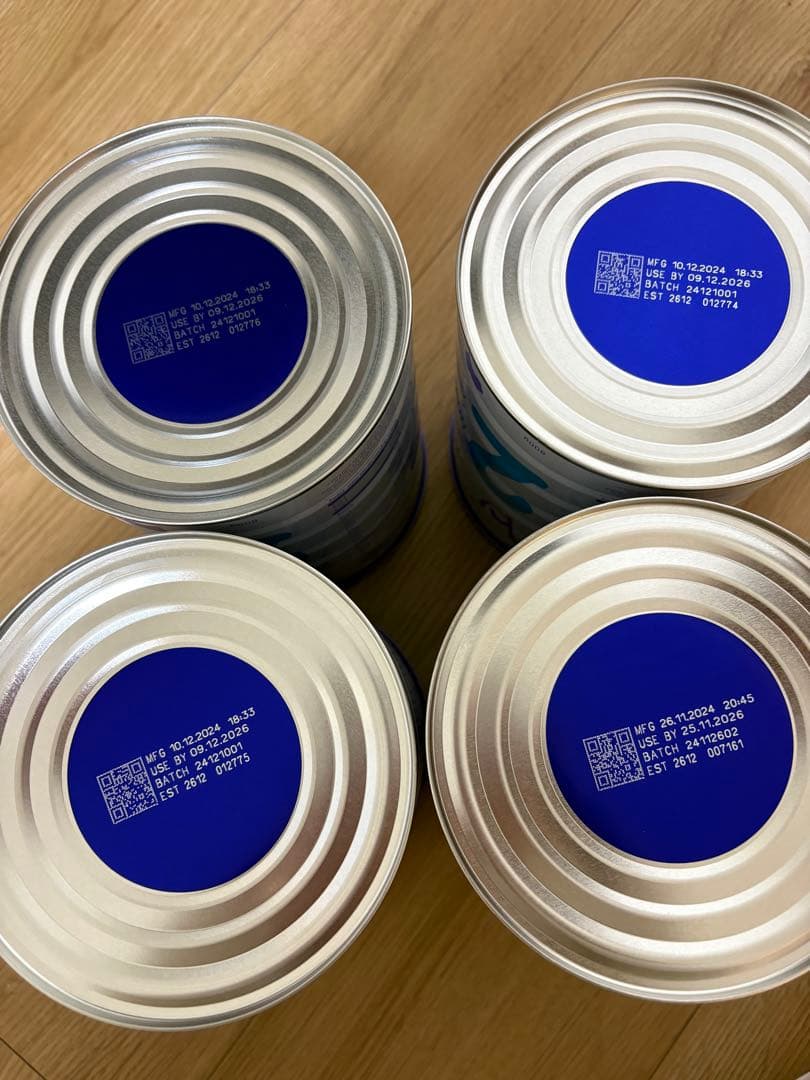 MFG 10.12.2024 18:33
USE BY 09.12.2026
BATCH 24121001
EST 2612 012776
MFG 10.12.2024 18:33
USE BY 09.12.2026
BATCH 24121001
EST 2612 012774
MFG 10.12.2024 18:33
USE BY 09.12.2026
BATCH 24121001
EST 2612 012775
MFG 26.11.2024 20:45
USE BY 25.11.2026
BATCH 24112602
EST 2612 007161